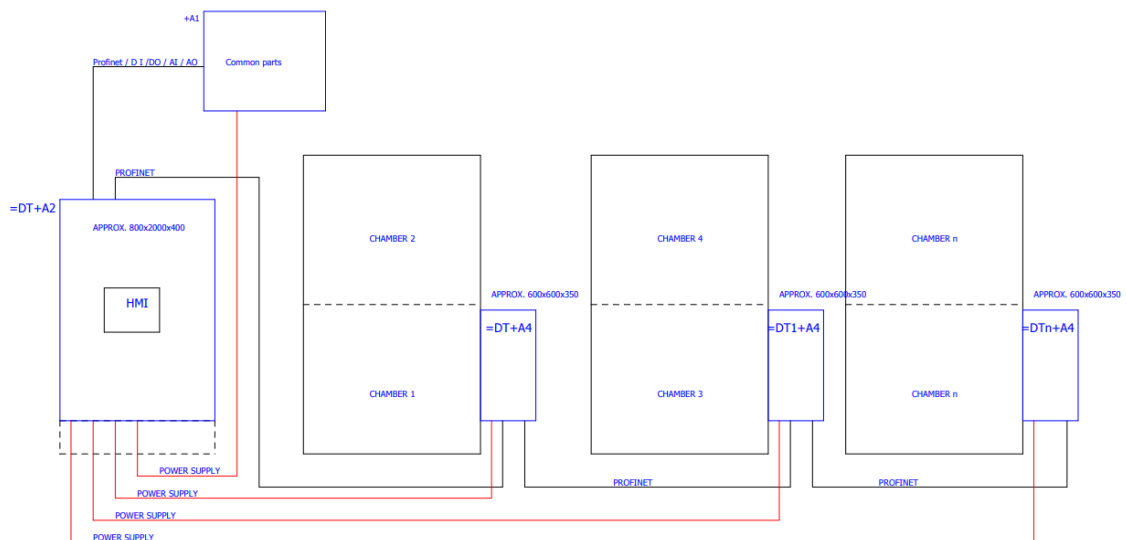 +A1
Profinet / D I /DO / AI / AO
Common parts
PROFINET
=DT+A2
APPROX. 800x2000x400
HMI
CHAMBER 2
CHAMBER 4
CHAMBER n
APPROX. 600x600x350
APPROX. 600x600x350
APPROX. 600x600x350
=DT+A4
=DT1+A4
=DTn+A4
CHAMBER 1
CHAMBER 3
CHAMBER n
POWER SUPPLY
PROFINET
PROFINET
POWER SUPPLY
POWER SUPPLY
POWER SUPPLY